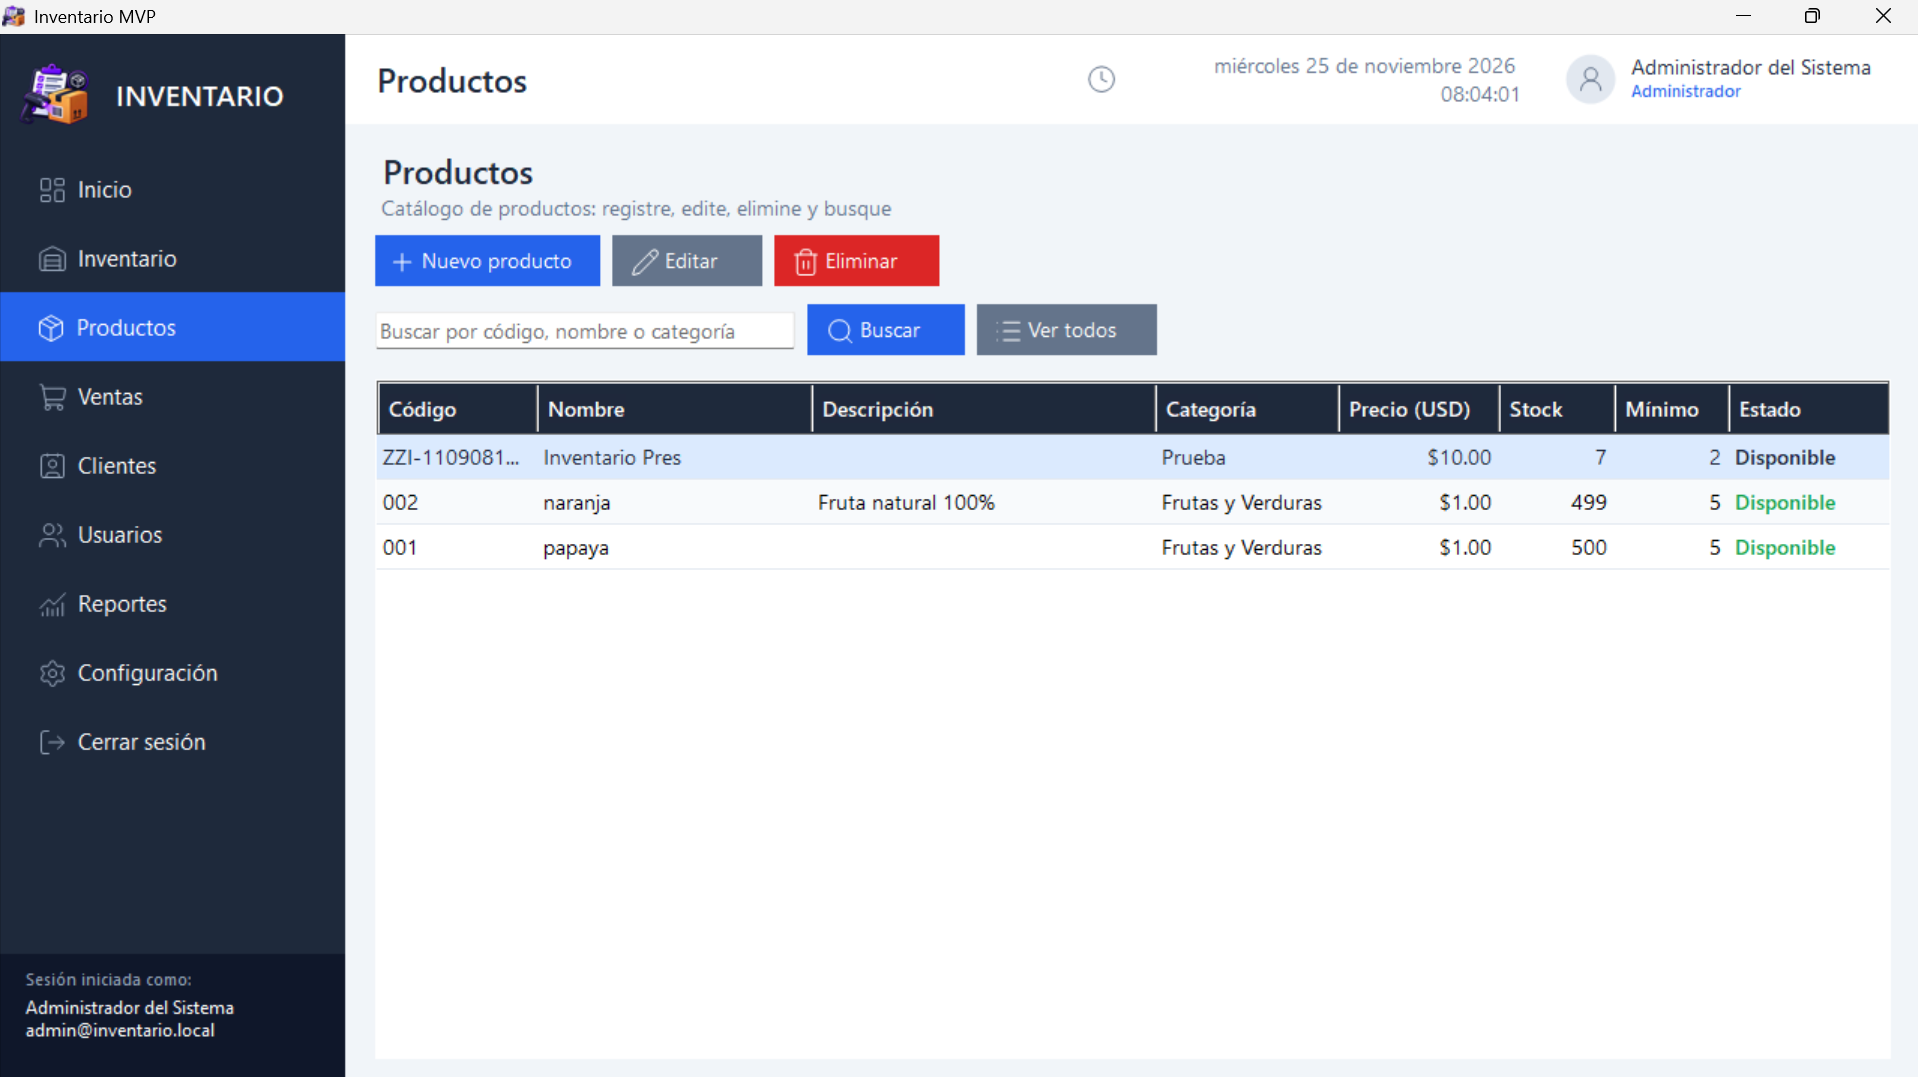 Inventario MVP
INVENTARIO
Inicio
Inventario
Productos
Ventas
Clientes
Usuarios
Reportes
Configuración
Cerrar sesión
Sesión iniciada como:
Administrador del Sistema
admin@inventario.local
Productos
miércoles 25 de noviembre 2026
08:04:01
Administrador del Sistema
Administrador
Productos
Catálogo de productos: registre, edite, elimine y busque
Nuevo producto Editar Eliminar
Buscar por código, nombre o categoría Buscar Ver todos
Código Nombre Descripción Categoría Precio (USD) Stock Mínimo Estado
ZZI-1109081... Inventario Pres Prueba $10.00 7 2 Disponible
002 naranja Fruta natural 100% Frutas y Verduras $1.00 499 5 Disponible
001 papaya Frutas y Verduras $1.00 500 5 Disponible